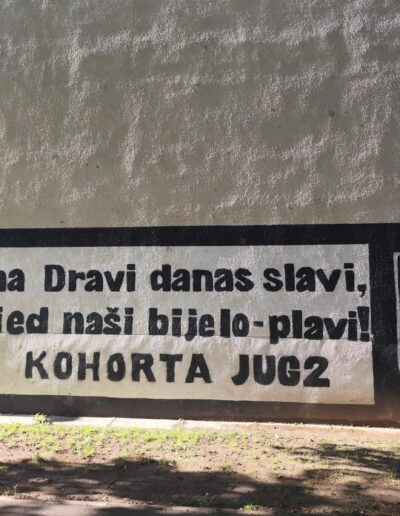 na Dravi danas slavi,
ied naši bijelo-plavi!
KOHORTA JUG2